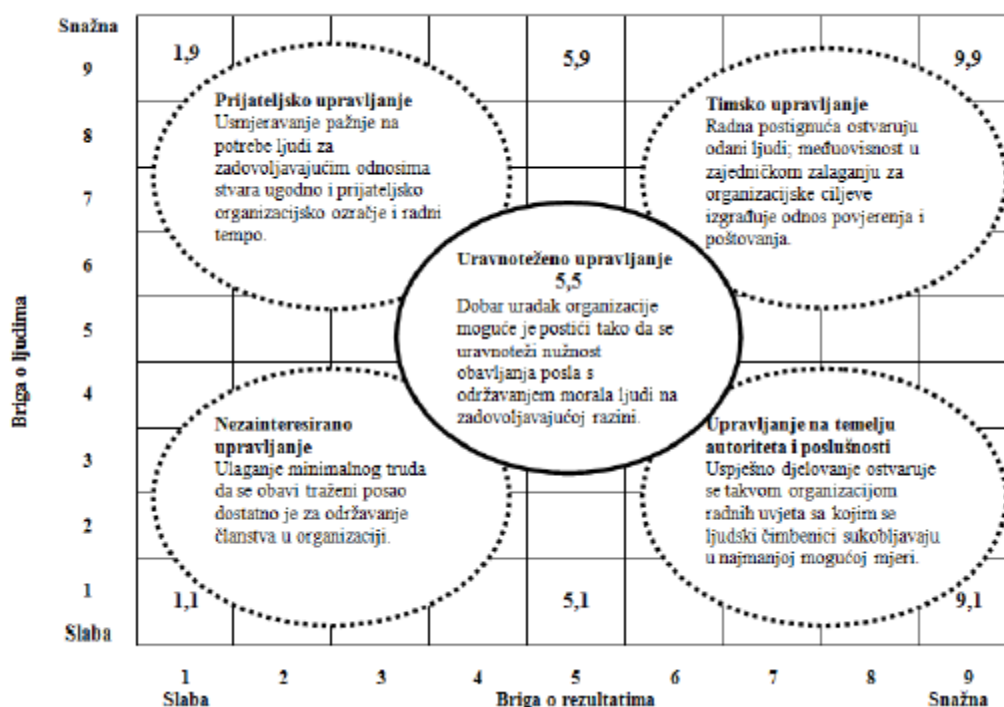 Snažna
9
8
7
6
5
4
3
2
1
Slaba
Briga o ljudima
1,9
5,9
9,9
Prijateljsko upravljanje
Usmjeravanje pažnje na
potrebe ljudi za
zadovoljavajućim odnosima
stvara ugodno i prijateljsko
organizacijsko ozračje i radni
tempo.
Timsko upravljanje
Radna postignuća ostvaruju
odani ljudi; međuovisnost u
zajedničkom zalaganju za
organizacijske ciljeve
izgrađuje odnos povjerenja i
poštovanja.
Uravnoteženo upravljanje
5,5
Dobar uradak organizacije
moguće je postići tako da se
uravnoteži nužnost
obavljanja posla s
održavanjem morala ljudi na
zadovoljavajućoj razini.
Nezainteresirano
upravljanje
Ulaganje minimalnog truda
da se obavi traženi posao
dostatno je za održavanje
članstva u organizaciji.
Upravljanje na temelju
autoriteta i poslušnosti
Uspješno djelovanje ostvaruje
se takvom organizacijom
radnih uvjeta sa kojim se
ljudski čimbenici sukobljavaju
u najmanjoj mogućoj mjeri.
1,1
5,1
9,1
1 2 3 4 5 6 7 8 9
Slaba Briga o rezultatima Snažna